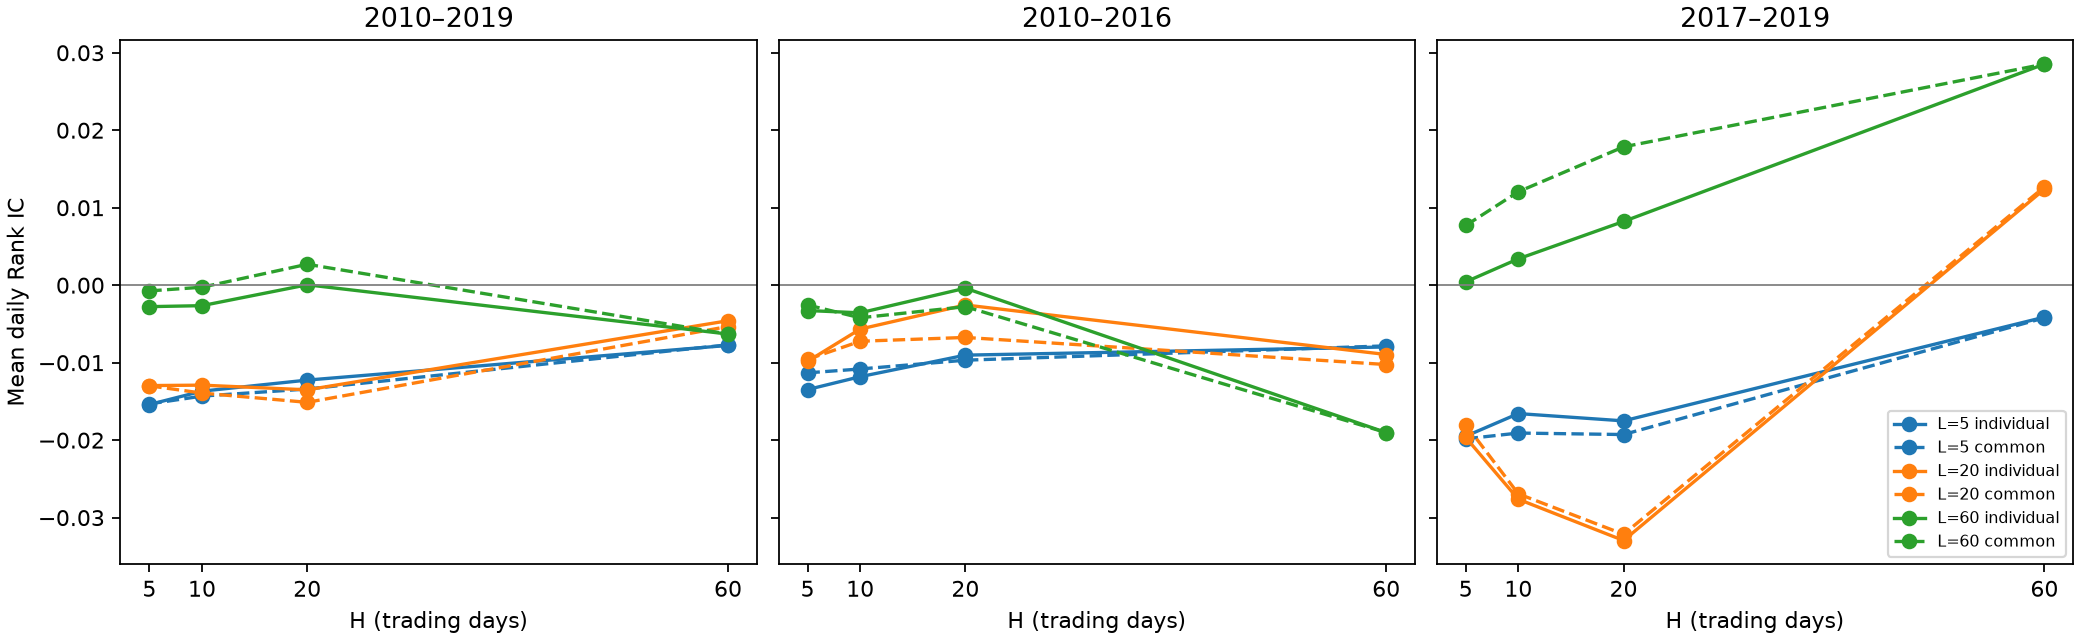 2010–2019
2010–2016
2017–2019
Mean daily Rank IC
0.03
0.02
0.01
0.00
−0.01
−0.02
−0.03
5 10 20 60
5 10 20 60
5 10 20 60
H (trading days)
H (trading days)
H (trading days)
L=5 individual
L=5 common
L=20 individual
L=20 common
L=60 individual
L=60 common